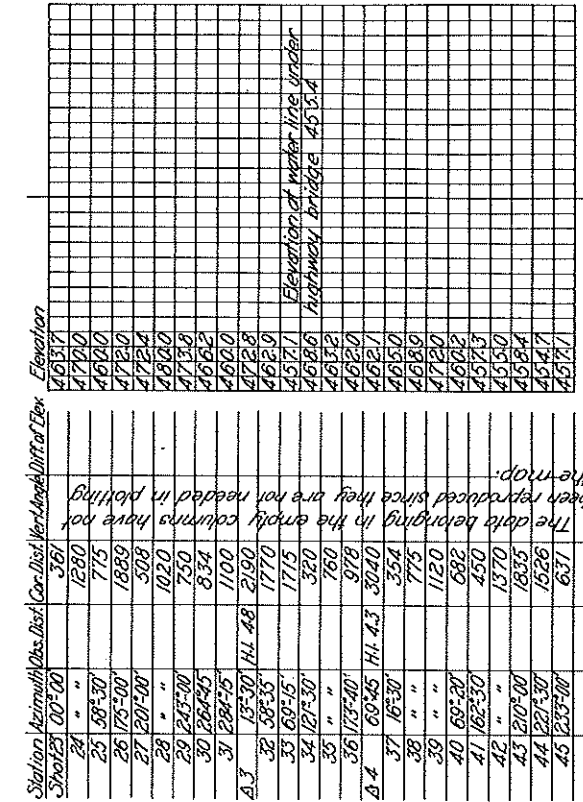 Station Azimuth Obs. Dist. Cor. Dist. Vert. Angle Diff. of Elev. Elevation
Shot 23 00°-00' 361 463.7
24 " " 1280 470.0
25 58°-30' 775 460.0
26 175°-00' 1889 472.0
27 201°-00' 508 472.4
28 " " 1020 480.0
29 243°-00' 750 473.8
30 264°-45' 834 466.2
31 284°-15' 1100 460.0
Δ 3 13°-30' H.I. 4.8 2190 472.8
32 58°-35' 1770 462.9
33 69°-15' 1715 457.1 Elevation at water line under
34 121°-30' 320 468.6 highway bridge 455.4
35 " " 760 463.2
36 173°-40' 978 462.0
Δ 4 69°-45 H.I. 4.3 3040 462.1
37 16°-30' 354 465.0
38 " " 775 468.9
39 " " 1120 472.0
40 69°-20' 682 460.2
41 162°-30' 450 457.3
42 " " 1370 455.0
43 210°-00' 1835 458.4
44 227°-30' 1526 454.7
45 233°-00' 631 457.1
The data belonging in the empty columns have not
been reproduced since they are not needed in plotting
the map.